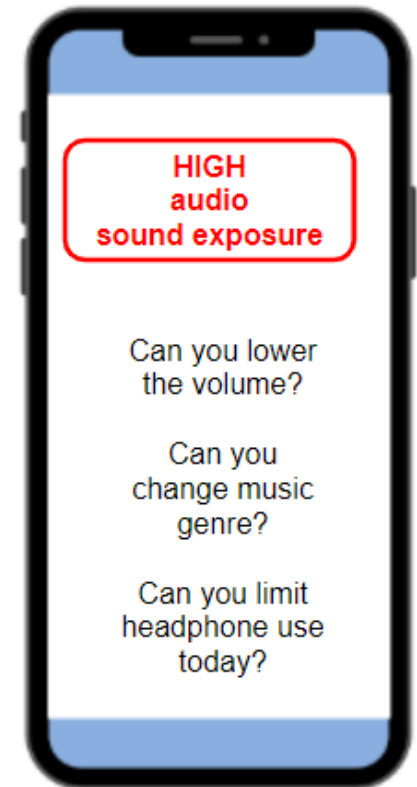 HIGH
audio
sound exposure
Can you lower
the volume?
Can you
change music
genre?
Can you limit
headphone use
today?